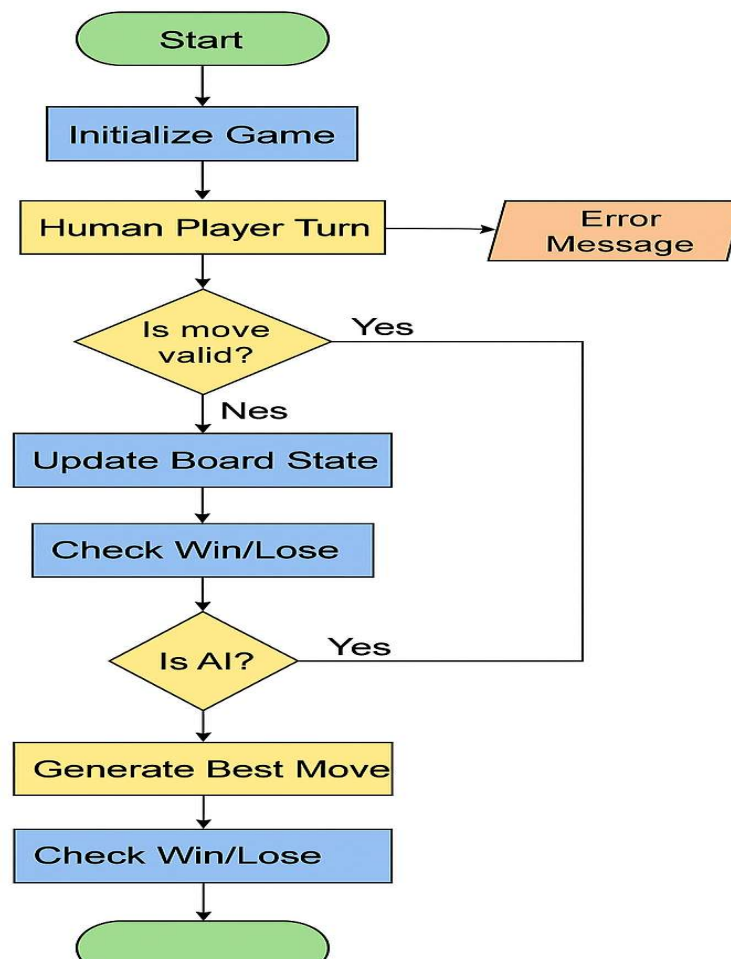 Start
Initialize Game
Human Player Turn
Error
Message
Is move
valid?
Yes
Nes
Update Board State
Check Win/Lose
Is AI?
Yes
Generate Best Move
Check Win/Lose